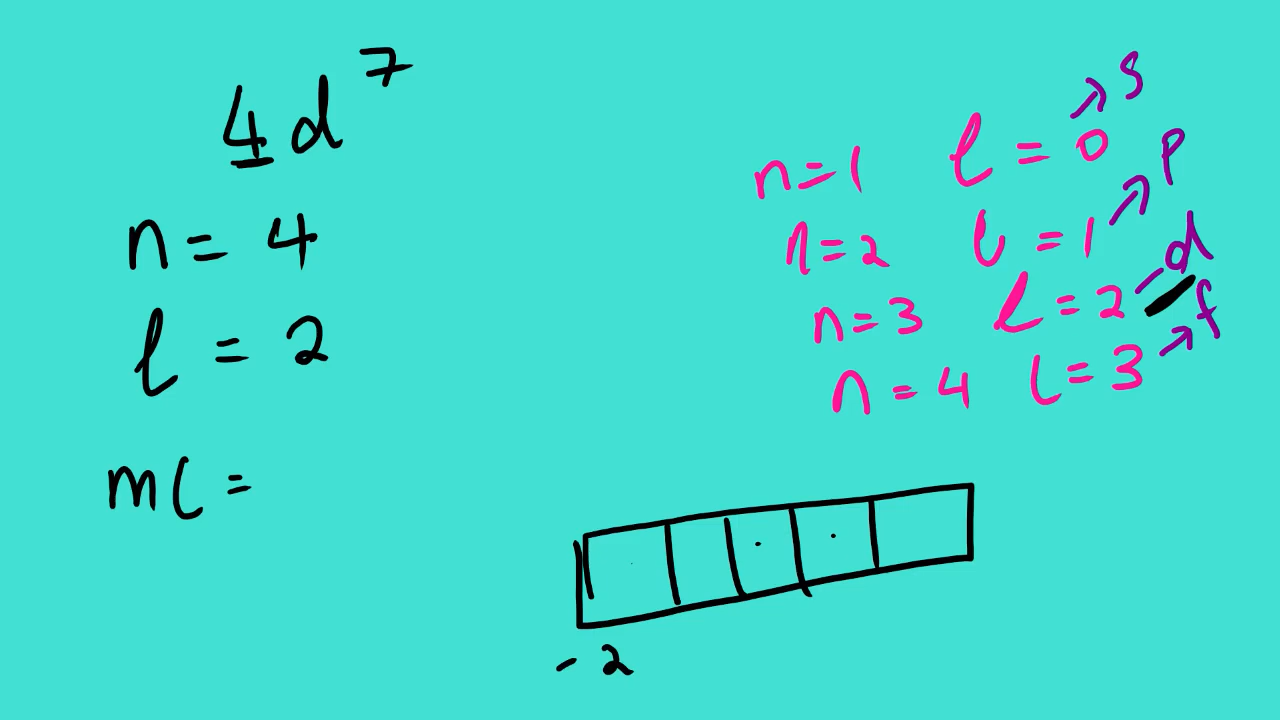 4d⁷
n = 4
l = 2
ml =
n=1 l = 0 → s
n=2 l = 1 → p
n=3 l = 2 - d
n=4 l = 3 → f
-2